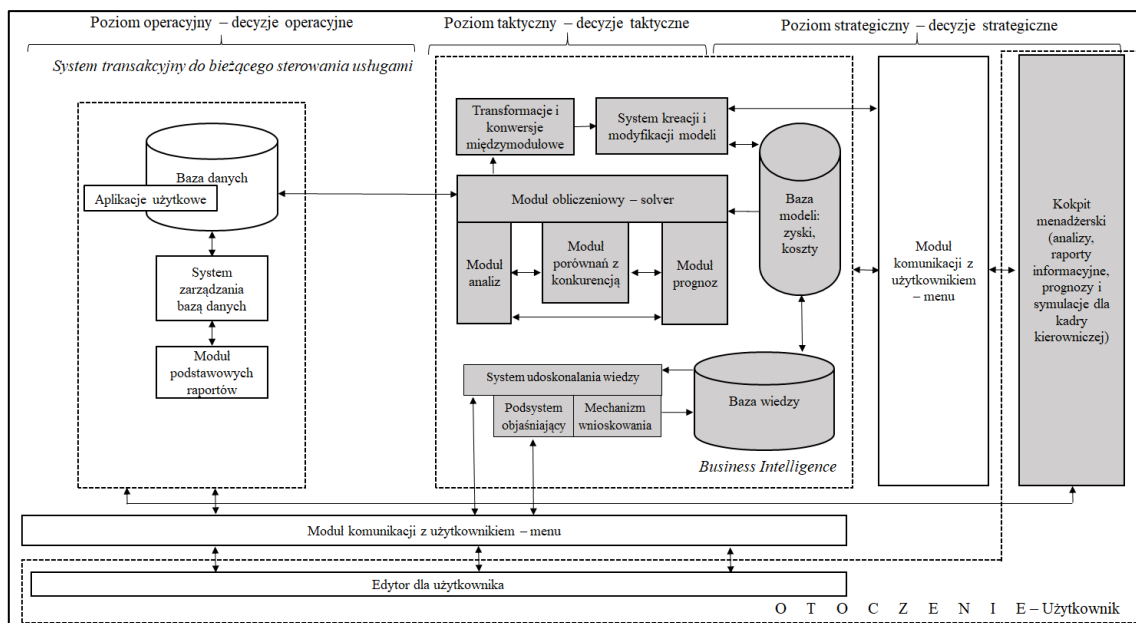 Poziom operacyjny – decyzje operacyjne
Poziom taktyczny – decyzje taktyczne
Poziom strategiczny – decyzje strategiczne
System transakcyjny do bieżącego sterowania usługami
Baza danych
Aplikacje użytkowe
System
zarządzania
bazą danych
Moduł
podstawowych
raportów
Transformacje i
konwersje
międzymodułowe
System kreacji i
modyfikacji modeli
Moduł obliczeniowy – solver
Moduł
analiz
Moduł
porównań z
konkurencją
Moduł
prognoz
Baza
modeli:
zyski,
koszty
System udoskonalania wiedzy
Podsystem
objaśniający
Mechanizm
wnioskowania
Baza wiedzy
Business Intelligence
Moduł
komunikacji z
użytkownikiem
– menu
Kokpit
menadżerski
(analizy,
raporty
informacyjne,
prognozy i
symulacje dla
kadry
kierowniczej)
Moduł komunikacji z użytkownikiem – menu
Edytor dla użytkownika
O T O C Z E N I E – Użytkownik